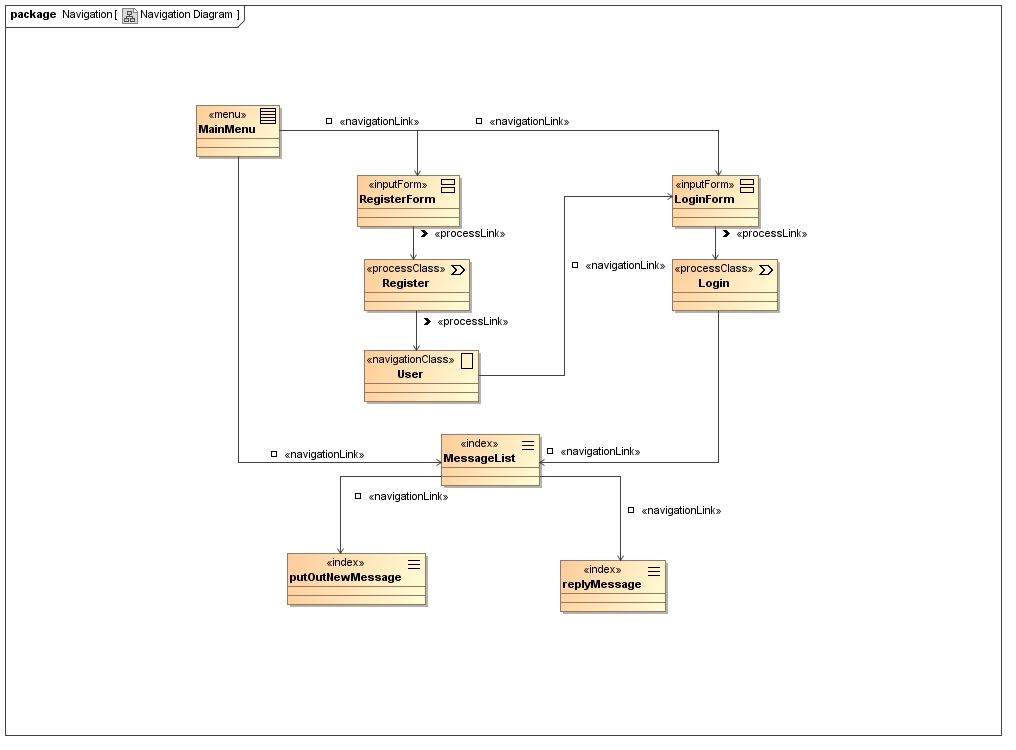 package Navigation [ Navigation Diagram ]
«menu»
MainMenu
«navigationLink»
«navigationLink»
«inputForm»
RegisterForm
«inputForm»
LoginForm
«processLink»
«processLink»
«processClass»
Register
«navigationLink»
«processClass»
Login
«processLink»
«navigationClass»
User
«index»
MessageList
«navigationLink»
«navigationLink»
«navigationLink»
«navigationLink»
«index»
putOutNewMessage
«index»
replyMessage